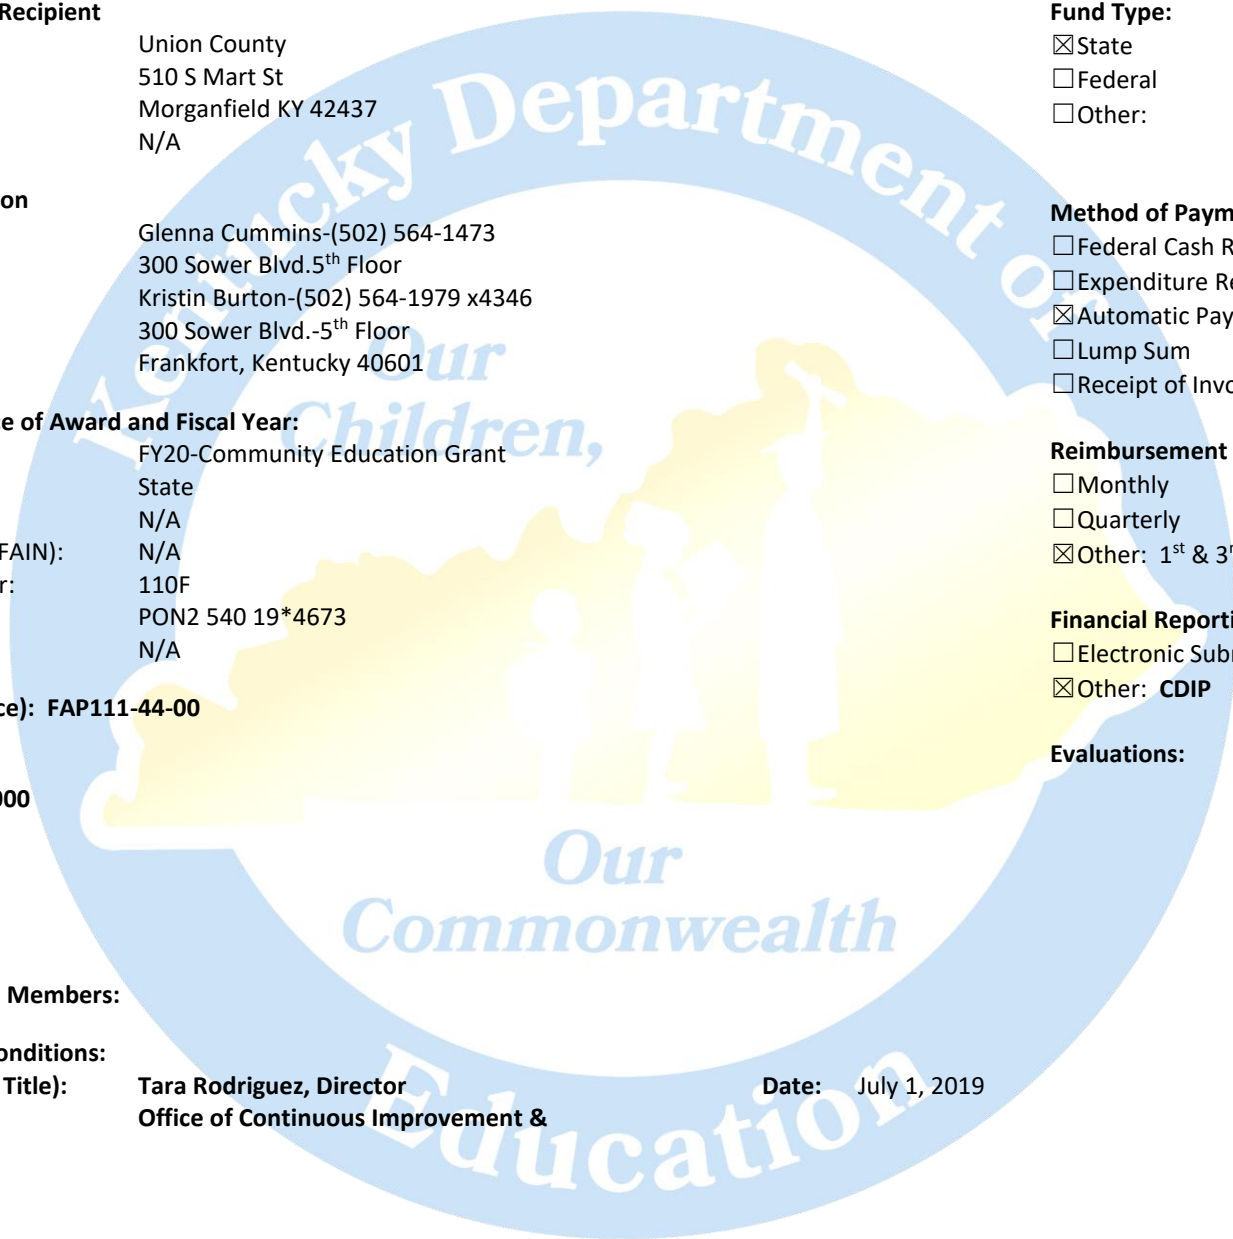 Recipient
Union County
510 S Mart St
Morganfield KY 42437
N/A
on
Glenna Cummins-(502) 564-1473
300 Sower Blvd.5th Floor
Kristin Burton-(502) 564-1979 x4346
300 Sower Blvd.-5th Floor
Frankfort, Kentucky 40601
e of Award and Fiscal Year:
FY20-Community Education Grant
State
N/A
FAIN): N/A
r: 110F
PON2 540 19*4673
N/A
ce): FAP111-44-00
000
Members:
onditions:
Title): Tara Rodriguez, Director Date: July 1, 2019
Office of Continuous Improvement &
Fund Type:
☒State
☐Federal
☐Other:
Method of Paym
☐Federal Cash R
☐Expenditure Re
☒Automatic Pay
☐Lump Sum
☐Receipt of Invo
Reimbursement
☐Monthly
☐Quarterly
☒Other: 1st & 3r
Financial Reporti
☐Electronic Sub
☒Other: CDIP
Evaluations:
Kentucky Department of
Education
Our
Children,
Our
Commonwealth